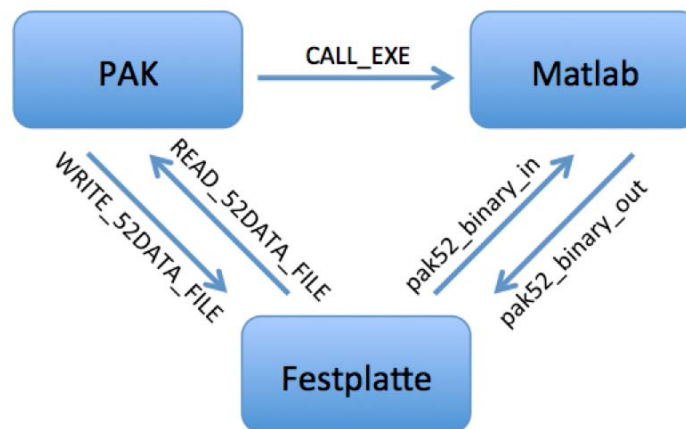 PAK
CALL_EXE
Matlab
WRITE_52DATA_FILE
READ_52DATA_FILE
pak52_binary_in
pak52_binary_out
Festplatte